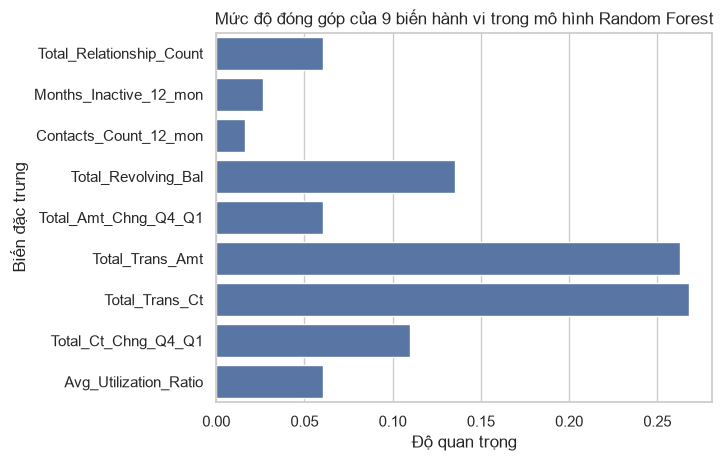 Mức độ đóng góp của 9 biến hành vi trong mô hình Random Forest
Total_Relationship_Count
Months_Inactive_12_mon
Contacts_Count_12_mon
Total_Revolving_Bal
Total_Amt_Chng_Q4_Q1
Total_Trans_Amt
Total_Trans_Ct
Total_Ct_Chng_Q4_Q1
Avg_Utilization_Ratio
Biến đặc trưng
0.00 0.05 0.10 0.15 0.20 0.25
Độ quan trọng